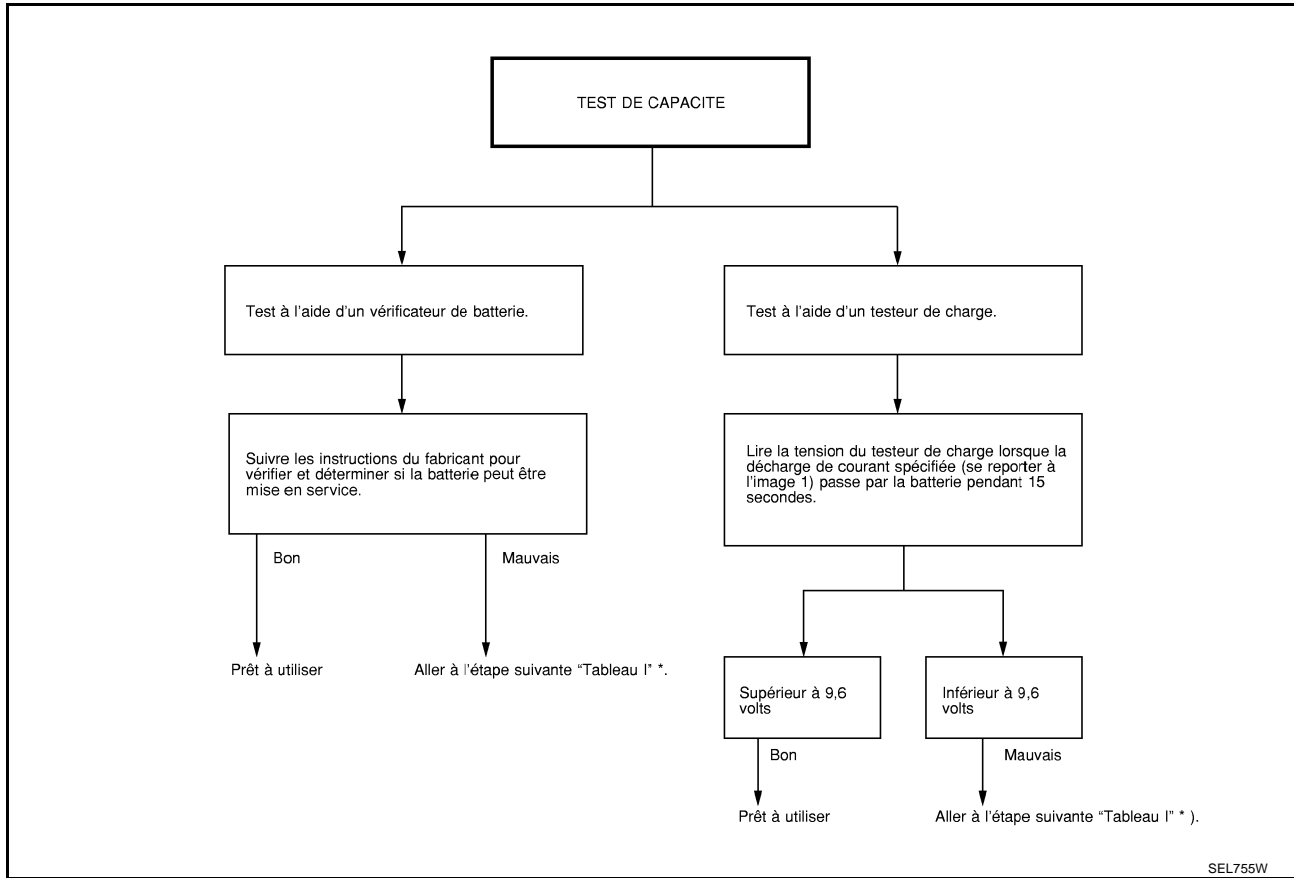 TEST DE CAPACITE
Test à l'aide d'un vérificateur de batterie.
Test à l'aide d'un testeur de charge.
Suivre les instructions du fabricant pour
vérifier et déterminer si la batterie peut être
mise en service.
Lire la tension du testeur de charge lorsque la
décharge de courant spécifiée (se reporter à
l'image 1) passe par la batterie pendant 15
secondes.
Bon
Mauvais
Prêt à utiliser
Aller à l'étape suivante “Tableau I” *.
Supérieur à 9,6
volts
Inférieur à 9,6
volts
Bon
Mauvais
Prêt à utiliser
Aller à l'étape suivante “Tableau I” * ).
SEL755W